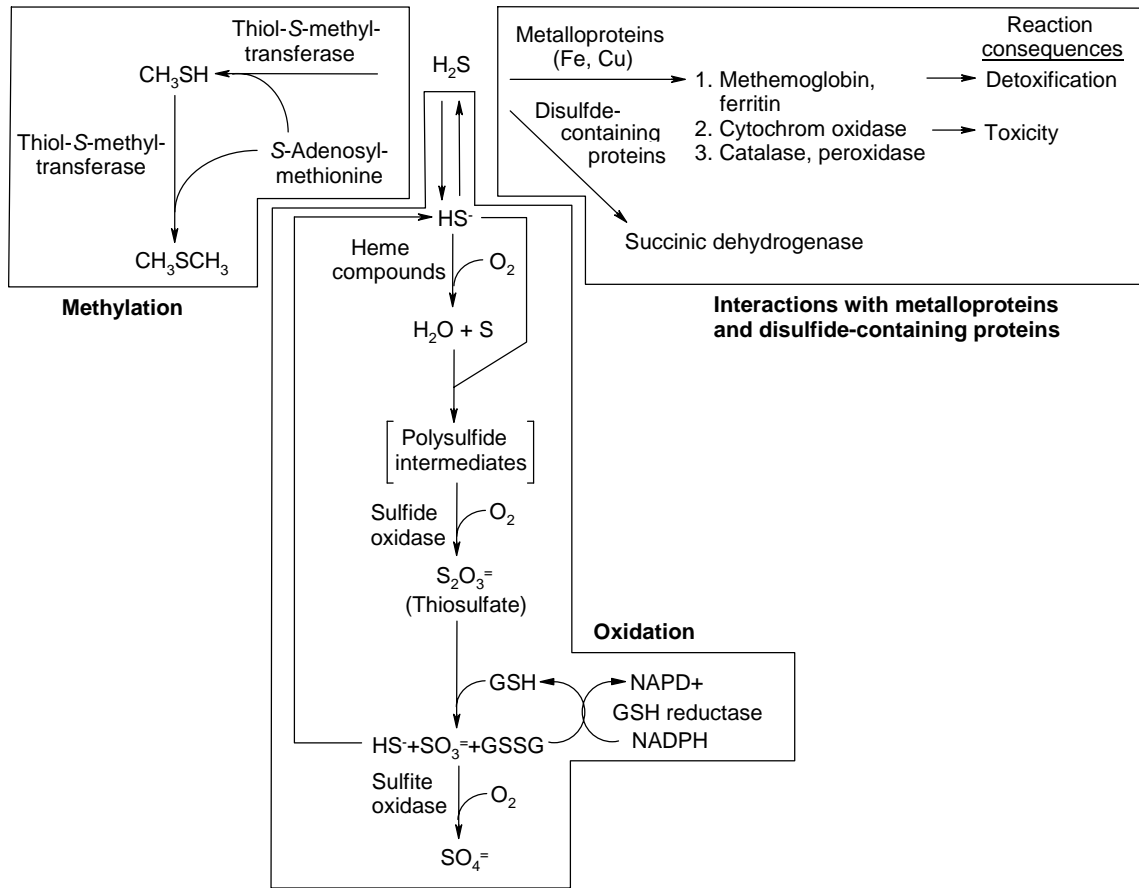 Thiol-S-methyl-
transferase
CH₃SH
Thiol-S-methyl-
transferase
S-Adenosyl-
methionine
CH₃SCH₃
Methylation
H₂S
Metalloproteins
(Fe, Cu)
Disulfde-
containing
proteins
1. Methemoglobin,
ferritin
2. Cytochrom oxidase
3. Catalase, peroxidase
Reaction
consequences
Detoxification
Toxicity
Succinic dehydrogenase
Interactions with metalloproteins
and disulfide-containing proteins
HS⁻
Heme
compounds
O₂
H₂O + S
Polysulfide
intermediates
Sulfide
oxidase
O₂
S₂O₃⁼
(Thiosulfate)
Oxidation
GSH
NAPD+
GSH reductase
NADPH
HS⁻+SO₃⁼+GSSG
Sulfite
oxidase
O₂
SO₄⁼